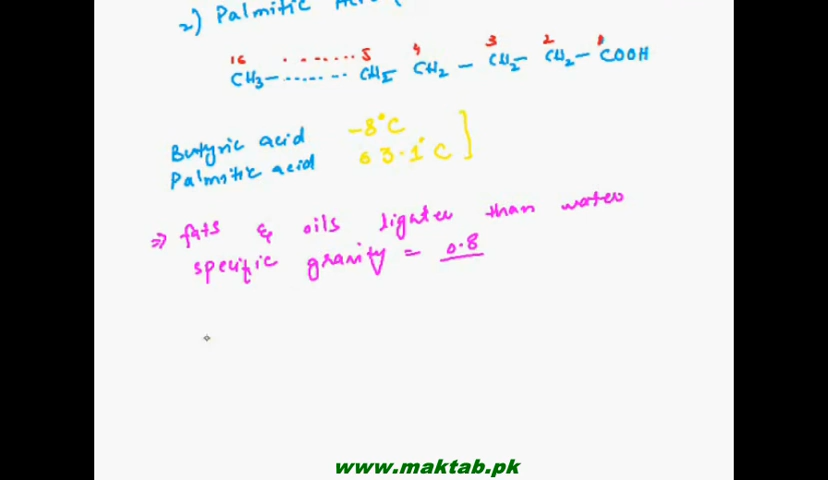 2) Palmitic Acid (
16 ....... 5 4 3 2 1
CH3-.......CH2 CH2 - CH2- CH2- COOH
Butyric acid -8°C
Palmitic acid 63.1°C
⇒ fats & oils lighter than water
specific gravity = 0.8
www.maktab.pk